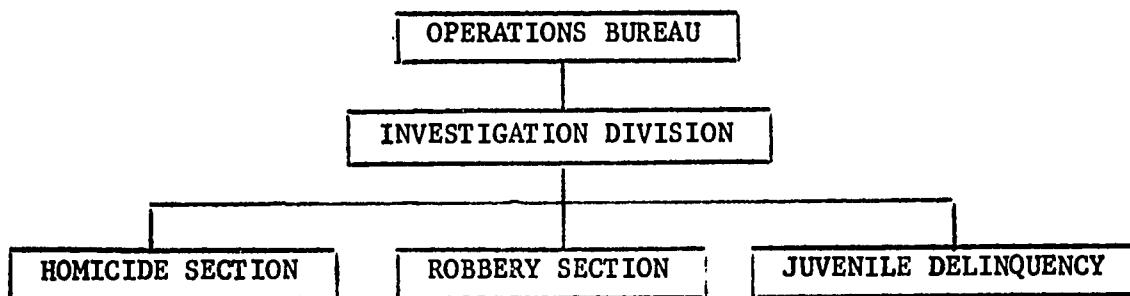 OPERATIONS BUREAU
INVESTIGATION DIVISION
HOMICIDE SECTION
ROBBERY SECTION
JUVENILE DELINQUENCY